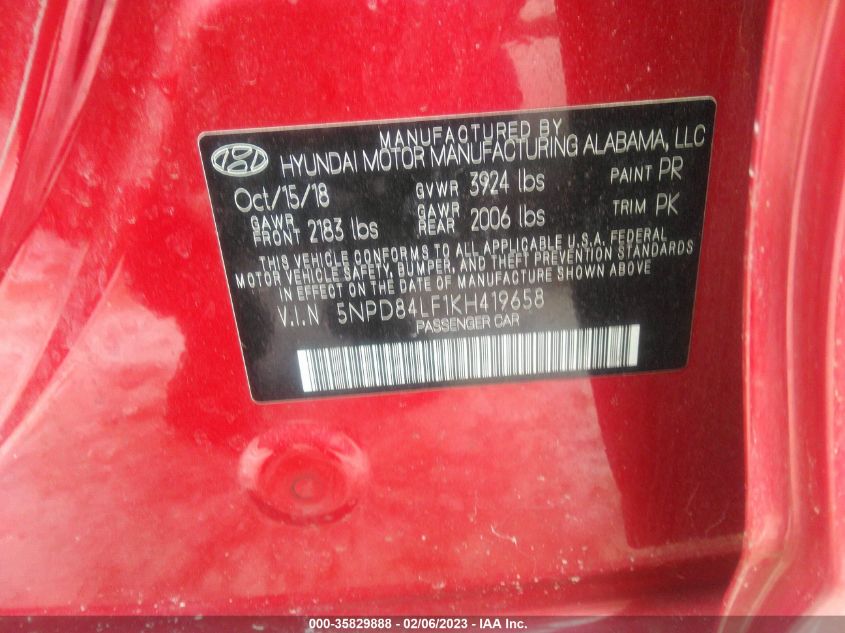 MANUFACTURED BY
HYUNDAI MOTOR MANUFACTURING ALABAMA, LLC
Oct/15/18 GVWR 3924 lbs PAINT PR
GAWR FRONT 2183 lbs GAWR REAR 2006 lbs TRIM PK
THIS VEHICLE CONFORMS TO ALL APPLICABLE U.S.A. FEDERAL
MOTOR VEHICLE SAFETY, BUMPER, AND THEFT PREVENTION STANDARDS
IN EFFECT ON THE DATE OF MANUFACTURE SHOWN ABOVE
V.I.N 5NPD84LF1KH419658
PASSENGER CAR
000-35829888 - 02/06/2023 - IAA Inc.